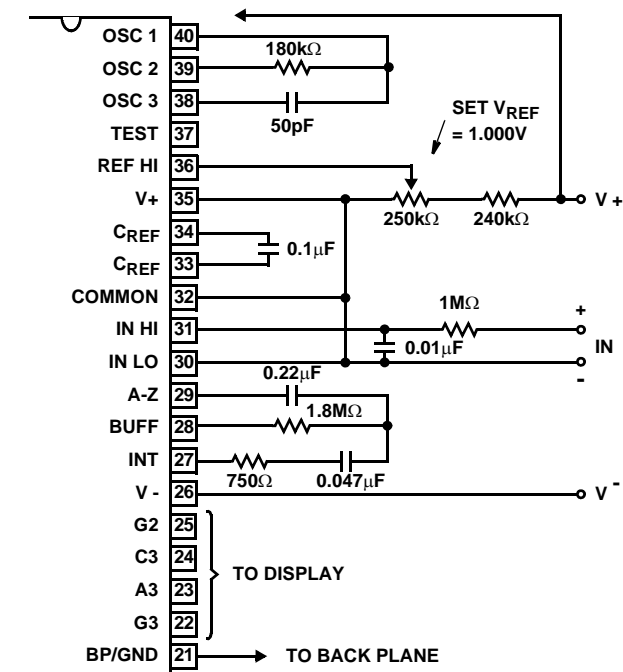 OSC 1 40
180kΩ
OSC 2 39
OSC 3 38
50pF
SET VREF
= 1.000V
TEST 37
REF HI 36
V+ 35
V +
250kΩ
240kΩ
CREF 34
0.1µF
CREF 33
COMMON 32
1MΩ
+
IN HI 31
0.01µF
IN
IN LO 30
-
0.22µF
A-Z 29
1.8MΩ
BUFF 28
INT 27
750Ω
0.047µF
V - 26
V -
G2 25
C3 24
TO DISPLAY
A3 23
G3 22
BP/GND 21
TO BACK PLANE